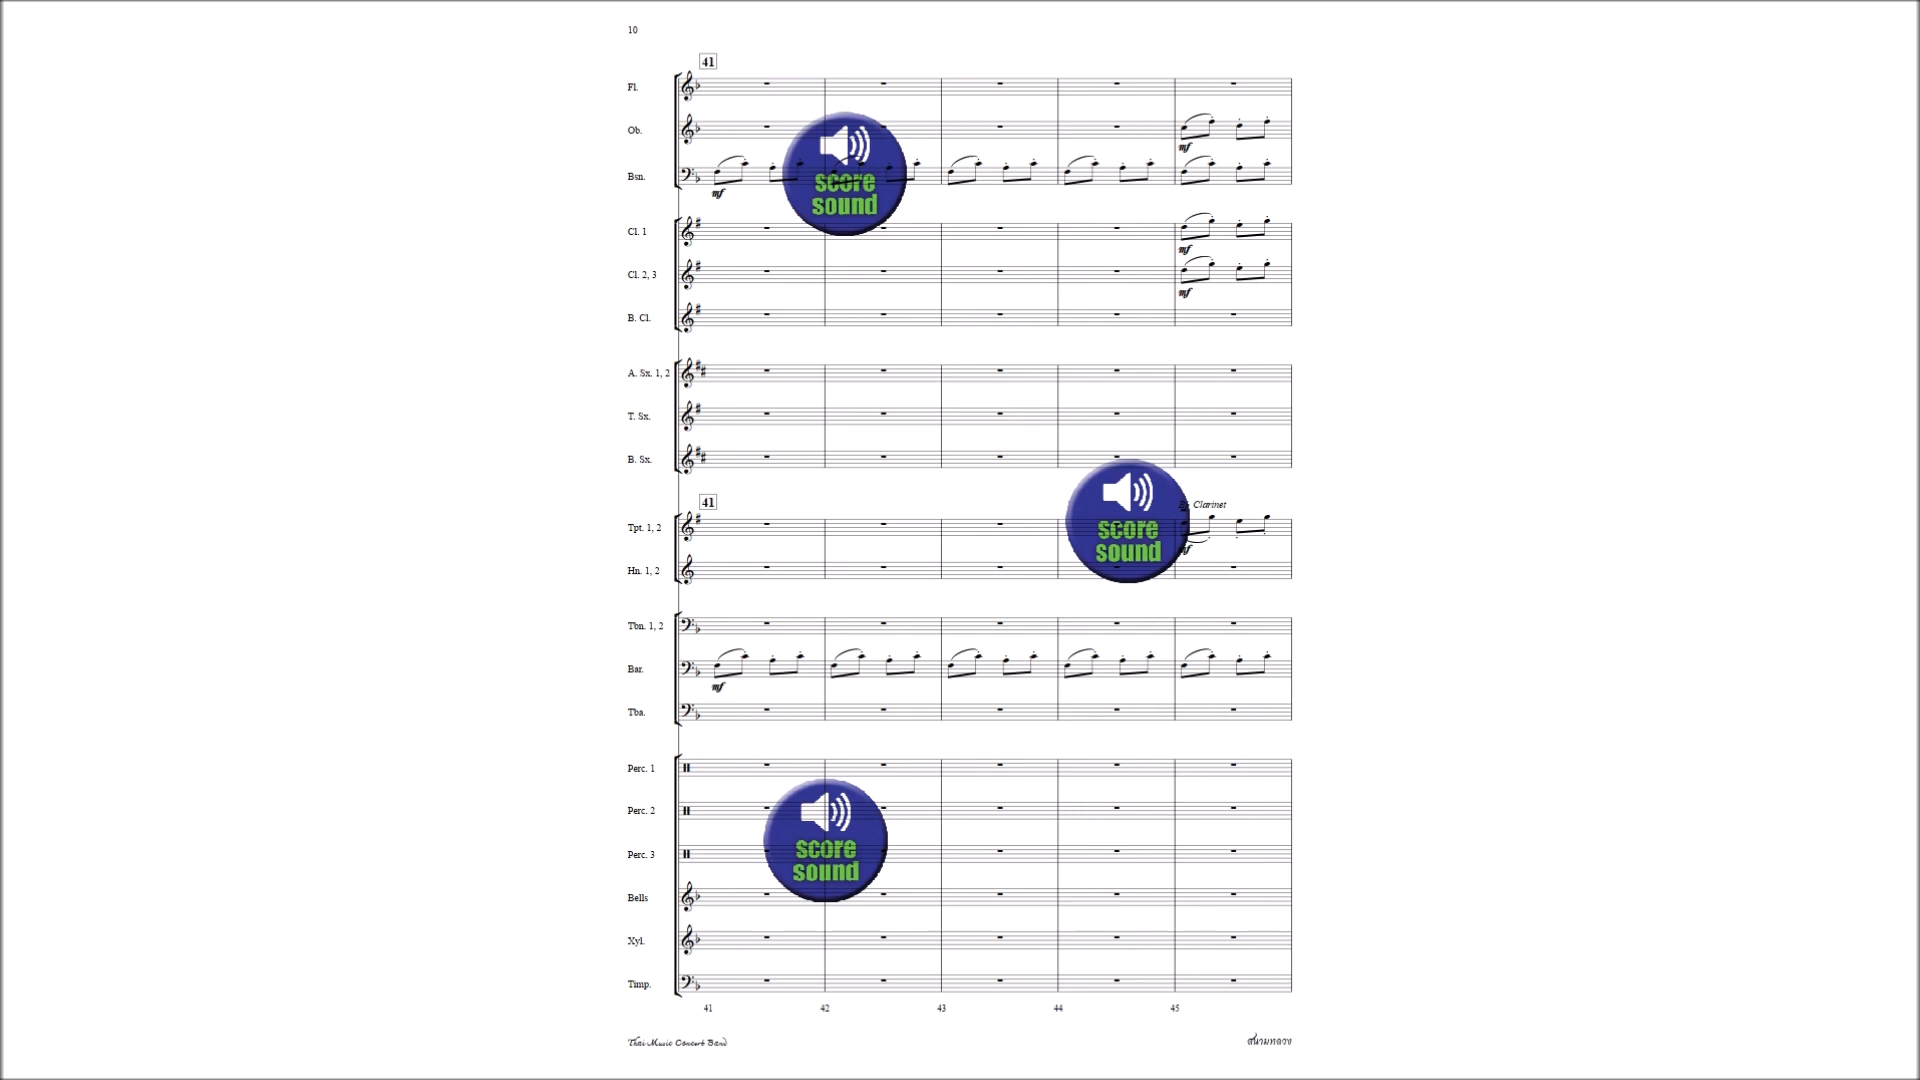 10
41
Fl.
Ob.
mf
Bsn.
mf
score
sound
Cl. 1
mf
Cl. 2, 3
mf
B. Cl.
A. Sx. 1, 2
T. Sx.
B. Sx.
41
Clarinet
Tpt. 1, 2
score
sound
mf
Hn. 1, 2
Tbn. 1, 2
Bar.
mf
Tba.
Perc. 1
Perc. 2
score
sound
Perc. 3
Bells
Xyl.
Timp.
41 42 43 44 45
Thai Music Concert Band
สนามหลวง